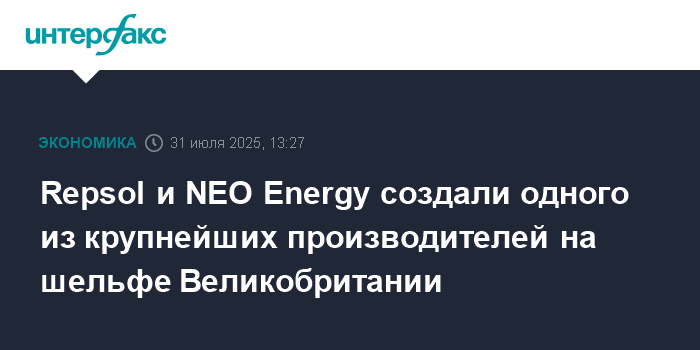 интерфакс
ЭКОНОМИКА 31 июля 2025, 13:27
Repsol и NEO Energy создали одного
из крупнейших производителей на
шельфе Великобритании